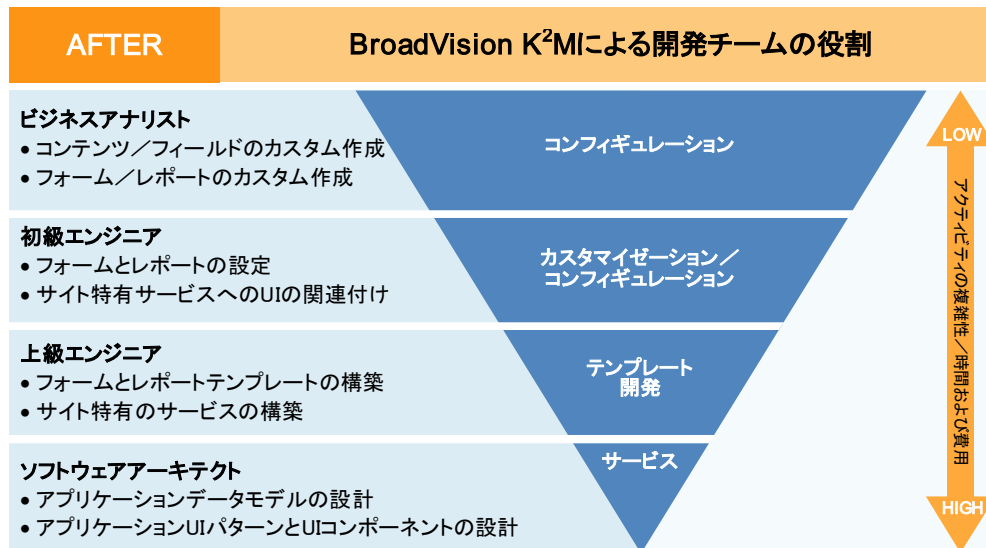 AFTER
BroadVision K²Mによる開発チームの役割
ビジネスアナリスト
• コンテンツ／フィールドのカスタム作成
• フォーム／レポートのカスタム作成
コンフィギュレーション
初級エンジニア
• フォームとレポートの設定
• サイト特有サービスへのUIの関連付け
カスタマイゼーション／
コンフィギュレーション
上級エンジニア
• フォームとレポートテンプレートの構築
• サイト特有のサービスの構築
テンプレート
開発
ソフトウェアアーキテクト
• アプリケーションデータモデルの設計
• アプリケーションUIパターンとUIコンポーネントの設計
サービス
LOW
アクティビティの複雑性／時間および費用
HIGH